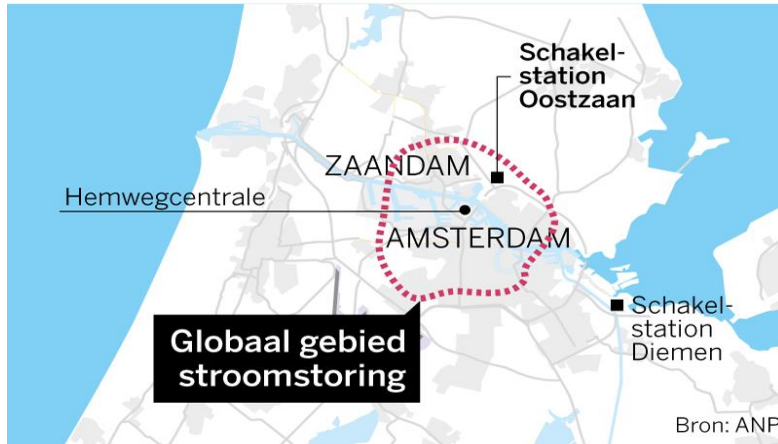 Schakel-
station
Oostzaan
ZAANDAM
Hemwegcentrale
AMSTERDAM
Schakel-
station
Diemen
Globaal gebied
stroomstoring
Bron: ANP